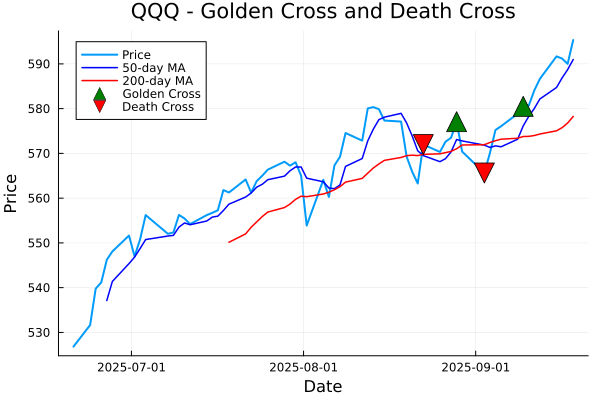 QQQ - Golden Cross and Death Cross
Price
50-day MA
200-day MA
Golden Cross
Death Cross
590
580
570
560
550
540
530
Price
2025-07-01
2025-08-01
2025-09-01
Date